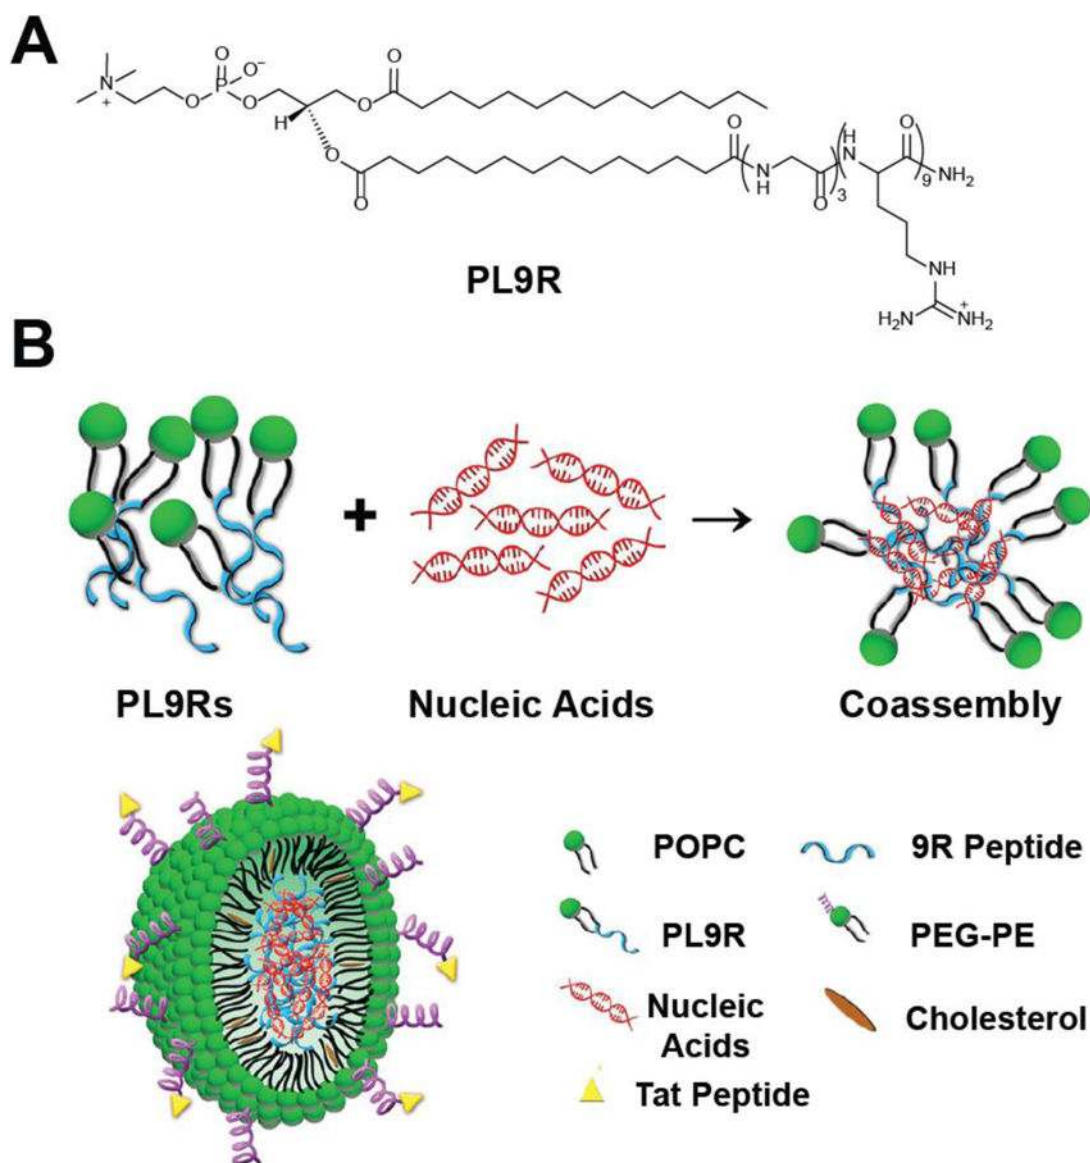 A
N
+
O
P
O
O⁻
O
H
O
O
O
O
O
N
H
O
3
H
N
O
9
NH₂
NH
H₂N
NH₂
+
PL9R
B
+
PL9Rs
Nucleic Acids
Coassembly
POPC
9R Peptide
PL9R
PEG-PE
Nucleic
Acids
Cholesterol
Tat Peptide